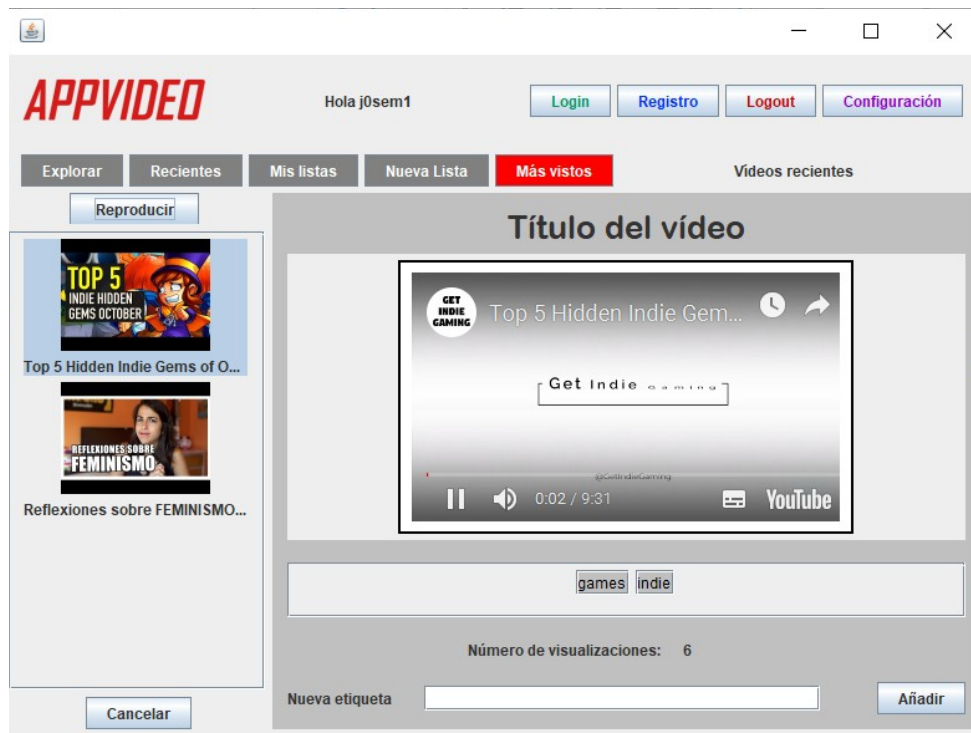 APPVIDEO
Hola j0sem1
Login
Registro
Logout
Configuración
Explorar
Recientes
Mis listas
Nueva Lista
Más vistos
Vídeos recientes
Reproducir
TOP 5
INDIE HIDDEN
GEMS OCTOBER
Top 5 Hidden Indie Gems of O...
REFLEXIONES SOBRE
FEMINISMO
Reflexiones sobre FEMINISMO...
Cancelar
Título del vídeo
GET
INDIE
GAMING
Top 5 Hidden Indie Gem...
Get Indie Gaming
@GetIndieGaming
0:02 / 9:31
YouTube
games indie
Número de visualizaciones: 6
Nueva etiqueta
Añadir